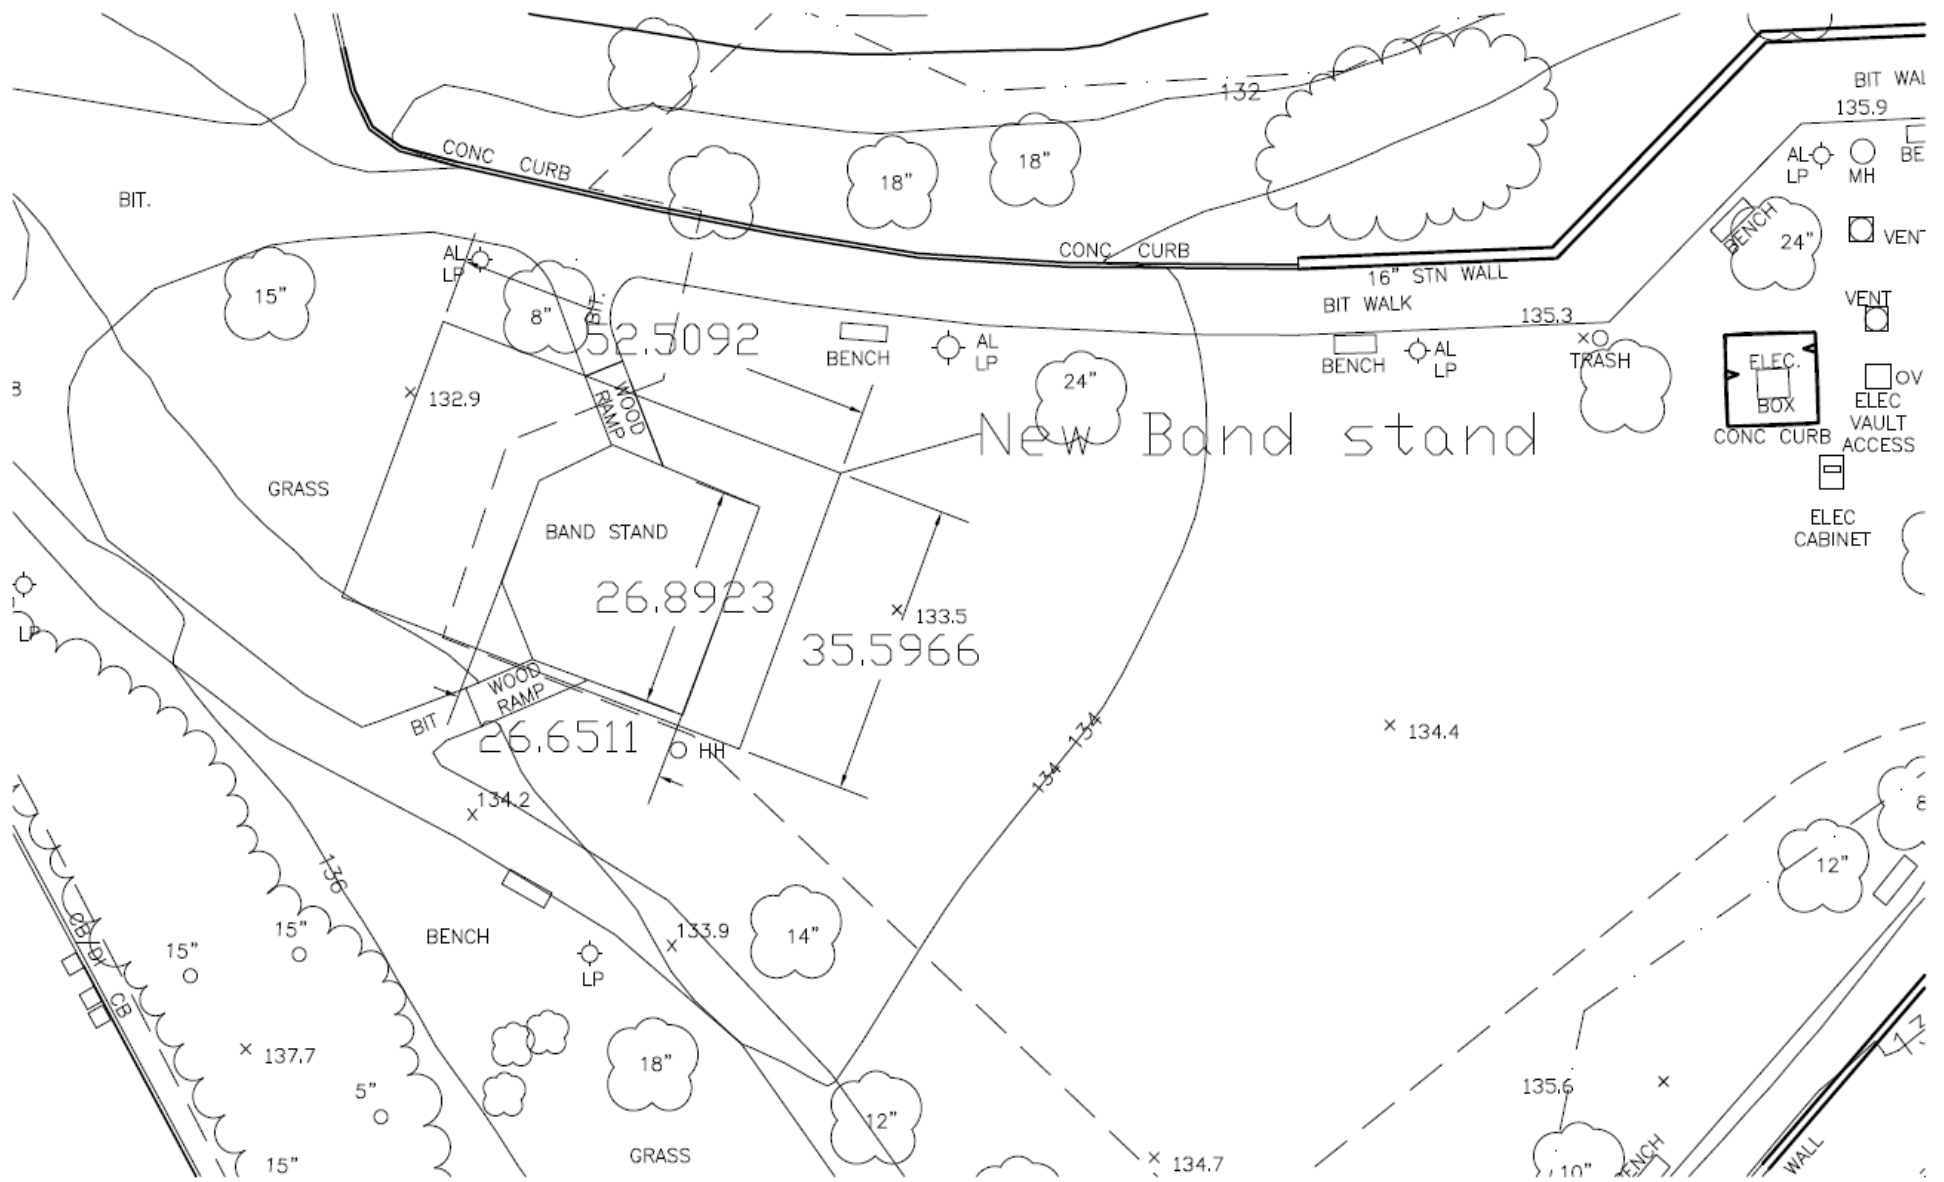 132
BIT WAL
135.9
CONC CURB
18"
18"
AL
LP
MH
BE
BIT.
BENCH
24"
VENT
AL
LP
CONC CURB
16" STN WALL
15"
8"
BIT.
BIT WALK
135.3
VENT
52.5092
BENCH
AL
LP
BENCH
AL
LP
TRASH
ELEC.
BOX
24"
132.9
WOOD
RAMP
OV
ELEC
VAULT
ACCESS
CONC CURB
New Band stand
GRASS
BAND STAND
ELEC
CABINET
26.8923
133.5
LP
35.5966
WOOD
RAMP
BIT
26.6511
HH
134
134
134.4
134.2
136
8
12"
CB/DI
15"
15"
BENCH
133.9
14"
LP
CB
137.7
18"
13
5"
135.6
12"
15"
GRASS
134.7
10"
ENCH
WALL